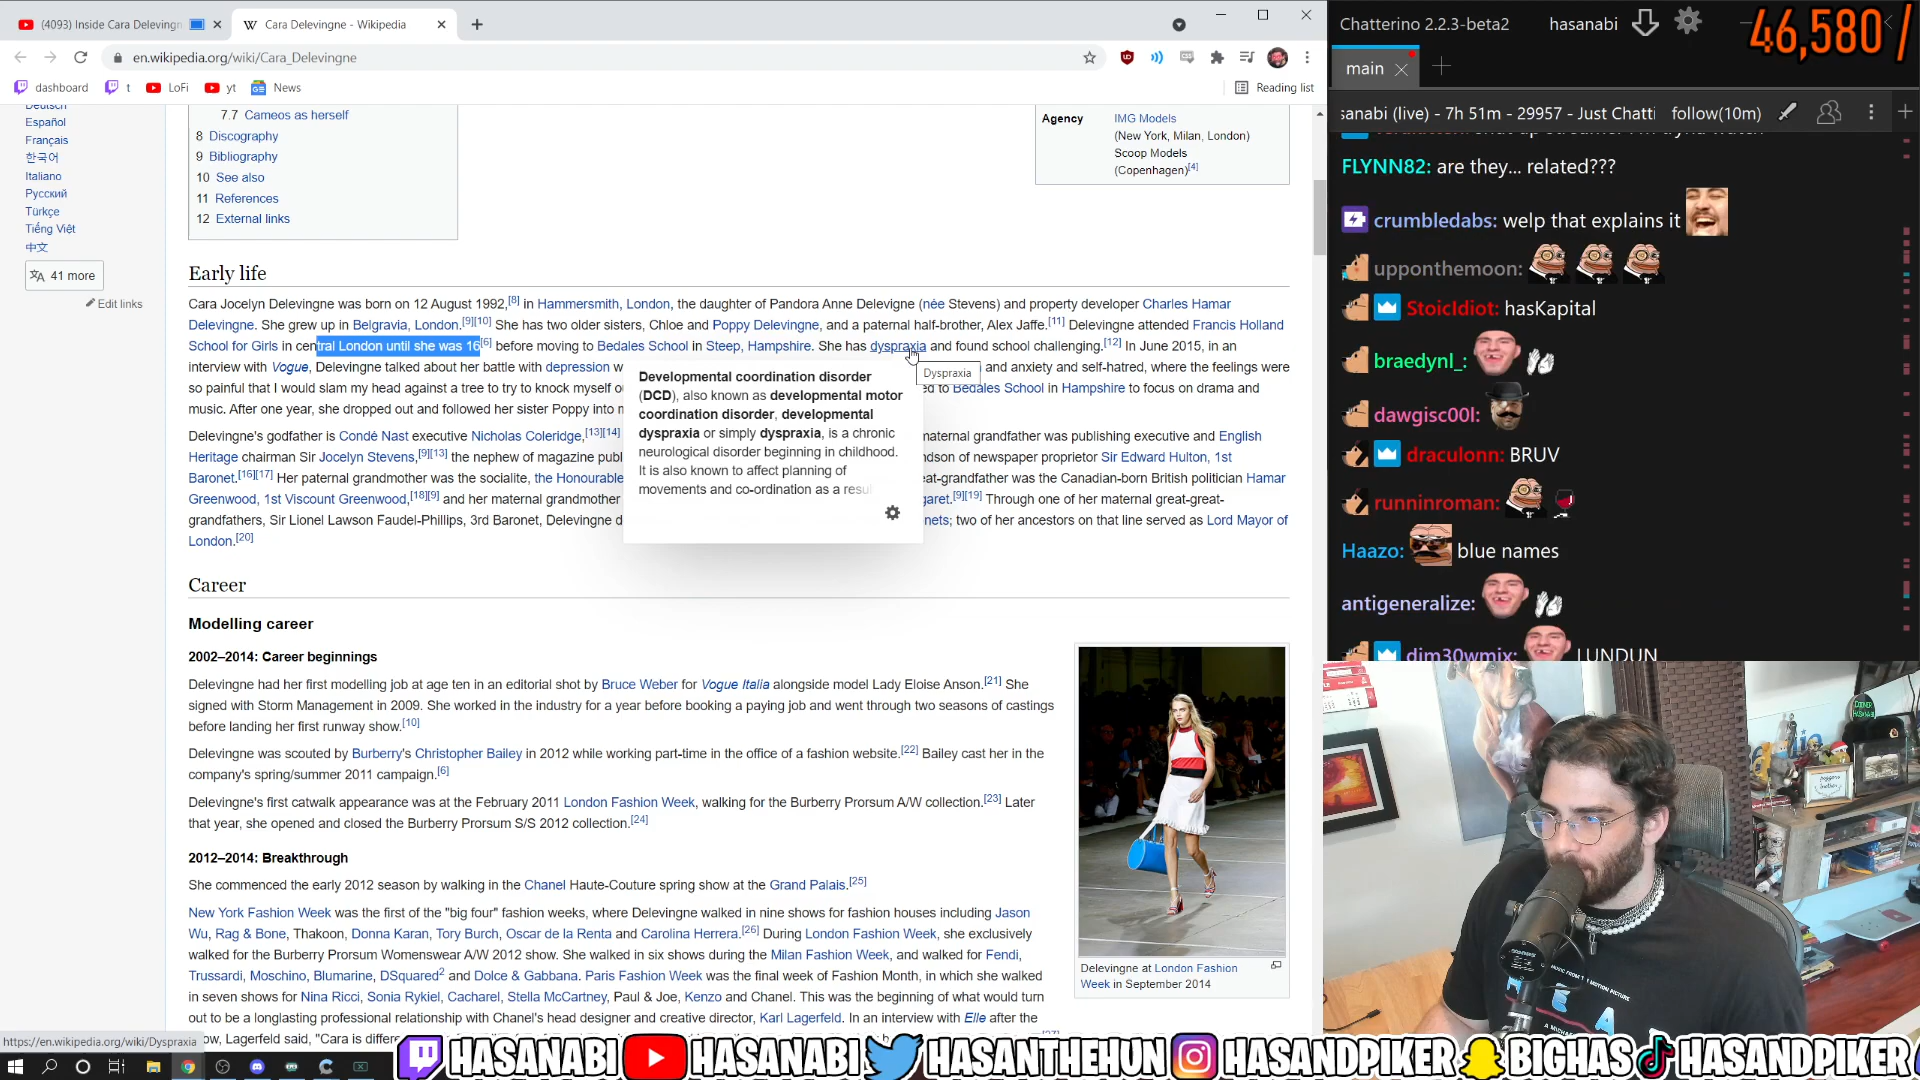 (4093) Inside Cara Delevingn
Cara Delevingne - Wikipedia
en.wikipedia.org/wiki/Cara_Delevingne
dashboard
t
LoFi
yt
News
Reading list
Deutsch
Español
Français
한국어
Italiano
Русский
Türkçe
Tiếng Việt
中文
41 more
Edit links
7.7 Cameos as herself
8 Discography
9 Bibliography
10 See also
11 References
12 External links
Agency
IMG Models
(New York, Milan, London)
Scoop Models
(Copenhagen)[4]
Early life
Cara Jocelyn Delevingne was born on 12 August 1992,[8] in Hammersmith, London, the daughter of Pandora Anne Delevigne (née Stevens) and property developer Charles Hamar
Delevingne. She grew up in Belgravia, London.[9][10] She has two older sisters, Chloe and Poppy Delevingne, and a paternal half-brother, Alex Jaffe.[11] Delevingne attended Francis Holland
School for Girls in central London until she was 16[6] before moving to Bedales School in Steep, Hampshire. She has dyspraxia and found school challenging.[12] In June 2015, in an
interview with Vogue, Delevingne talked about her battle with depression w
and anxiety and self-hatred, where the feelings were
so painful that I would slam my head against a tree to try to knock myself ou
ed to Bedales School in Hampshire to focus on drama and
music. After one year, she dropped out and followed her sister Poppy into m
Dyspraxia
Developmental coordination disorder
(DCD), also known as developmental motor
coordination disorder, developmental
dyspraxia or simply dyspraxia, is a chronic
neurological disorder beginning in childhood.
It is also known to affect planning of
movements and co-ordination as a resul
Delevingne's godfather is Condé Nast executive Nicholas Coleridge,[13][14]
maternal grandfather was publishing executive and English
Heritage chairman Sir Jocelyn Stevens,[9][13] the nephew of magazine publ
ndson of newspaper proprietor Sir Edward Hulton, 1st
Baronet.[16][17] Her paternal grandmother was the socialite, the Honourable
eat-grandfather was the Canadian-born British politician Hamar
Greenwood, 1st Viscount Greenwood,[18][9] and her maternal grandmother
garet.[9][19] Through one of her maternal great-great-
grandfathers, Sir Lionel Lawson Faudel-Phillips, 3rd Baronet, Delevingne d
nets; two of her ancestors on that line served as Lord Mayor of
London.[20]
Career
Modelling career
2002–2014: Career beginnings
Delevingne had her first modelling job at age ten in an editorial shot by Bruce Weber for Vogue Italia alongside model Lady Eloise Anson.[21] She
signed with Storm Management in 2009. She worked in the industry for a year before booking a paying job and went through two seasons of castings
before landing her first runway show.[10]
Delevingne was scouted by Burberry's Christopher Bailey in 2012 while working part-time in the office of a fashion website.[22] Bailey cast her in the
company's spring/summer 2011 campaign.[6]
Delevingne's first catwalk appearance was at the February 2011 London Fashion Week, walking for the Burberry Prorsum A/W collection.[23] Later
that year, she opened and closed the Burberry Prorsum S/S 2012 collection.[24]
2012–2014: Breakthrough
She commenced the early 2012 season by walking in the Chanel Haute-Couture spring show at the Grand Palais.[25]
New York Fashion Week was the first of the "big four" fashion weeks, where Delevingne walked in nine shows for fashion houses including Jason
Wu, Rag & Bone, Thakoon, Donna Karan, Tory Burch, Oscar de la Renta and Carolina Herrera.[26] During London Fashion Week, she exclusively
walked for the Burberry Prorsum Womenswear A/W 2012 show. She walked in six shows during the Milan Fashion Week, and walked for Fendi,
Trussardi, Moschino, Blumarine, DSquared2 and Dolce & Gabbana. Paris Fashion Week was the final week of Fashion Month, in which she walked
in seven shows for Nina Ricci, Sonia Rykiel, Cacharel, Stella McCartney, Paul & Joe, Kenzo and Chanel. This was the beginning of what would turn
out to be a longlasting professional relationship with Chanel's head designer and creative director, Karl Lagerfeld. In an interview with Elle after the
ow, Lagerfeld said, "Cara is differe
Delevingne at London Fashion
Week in September 2014
https://en.wikipedia.org/wiki/Dyspraxia
Chatterino 2.2.3-beta2
hasanabi
46,580 /
main
sanabi (live) - 7h 51m - 29957 - Just Chatti
follow(10m)
FLYNN82: are they... related???
crumbledabs: welp that explains it
upponthemoon:
StoicIdiot: hasKapital
braedynl_:
dawgisc00l:
draculonn: BRUV
runninroman:
Haazo: blue names
antigeneralize:
dim30wmix: LUNDUN
HASANABI
HASANABI
HASANTHEHUN
HASANDPIKER
BIGHAS
HASANDPIKER